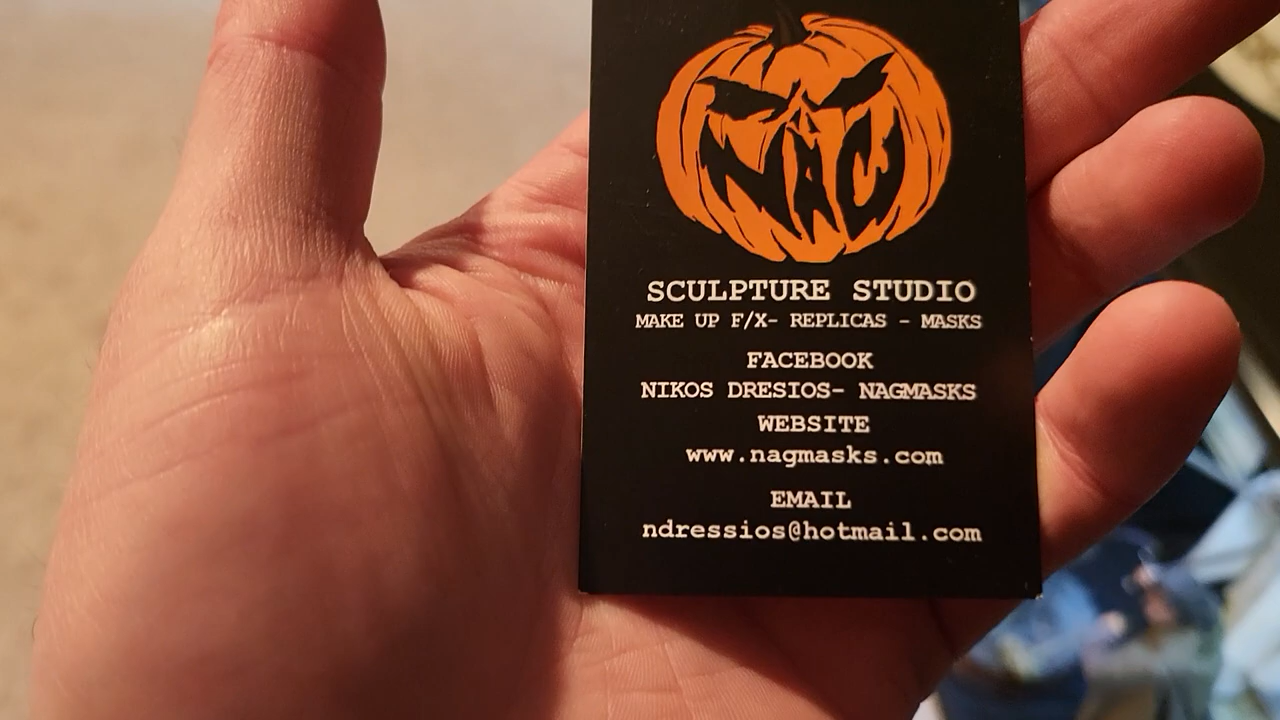 NAG
SCULPTURE STUDIO
MAKE UP F/X- REPLICAS - MASKS
FACEBOOK
NIKOS DRESIOS- NAGMASKS
WEBSITE
www.nagmasks.com
EMAIL
ndressios@hotmail.com